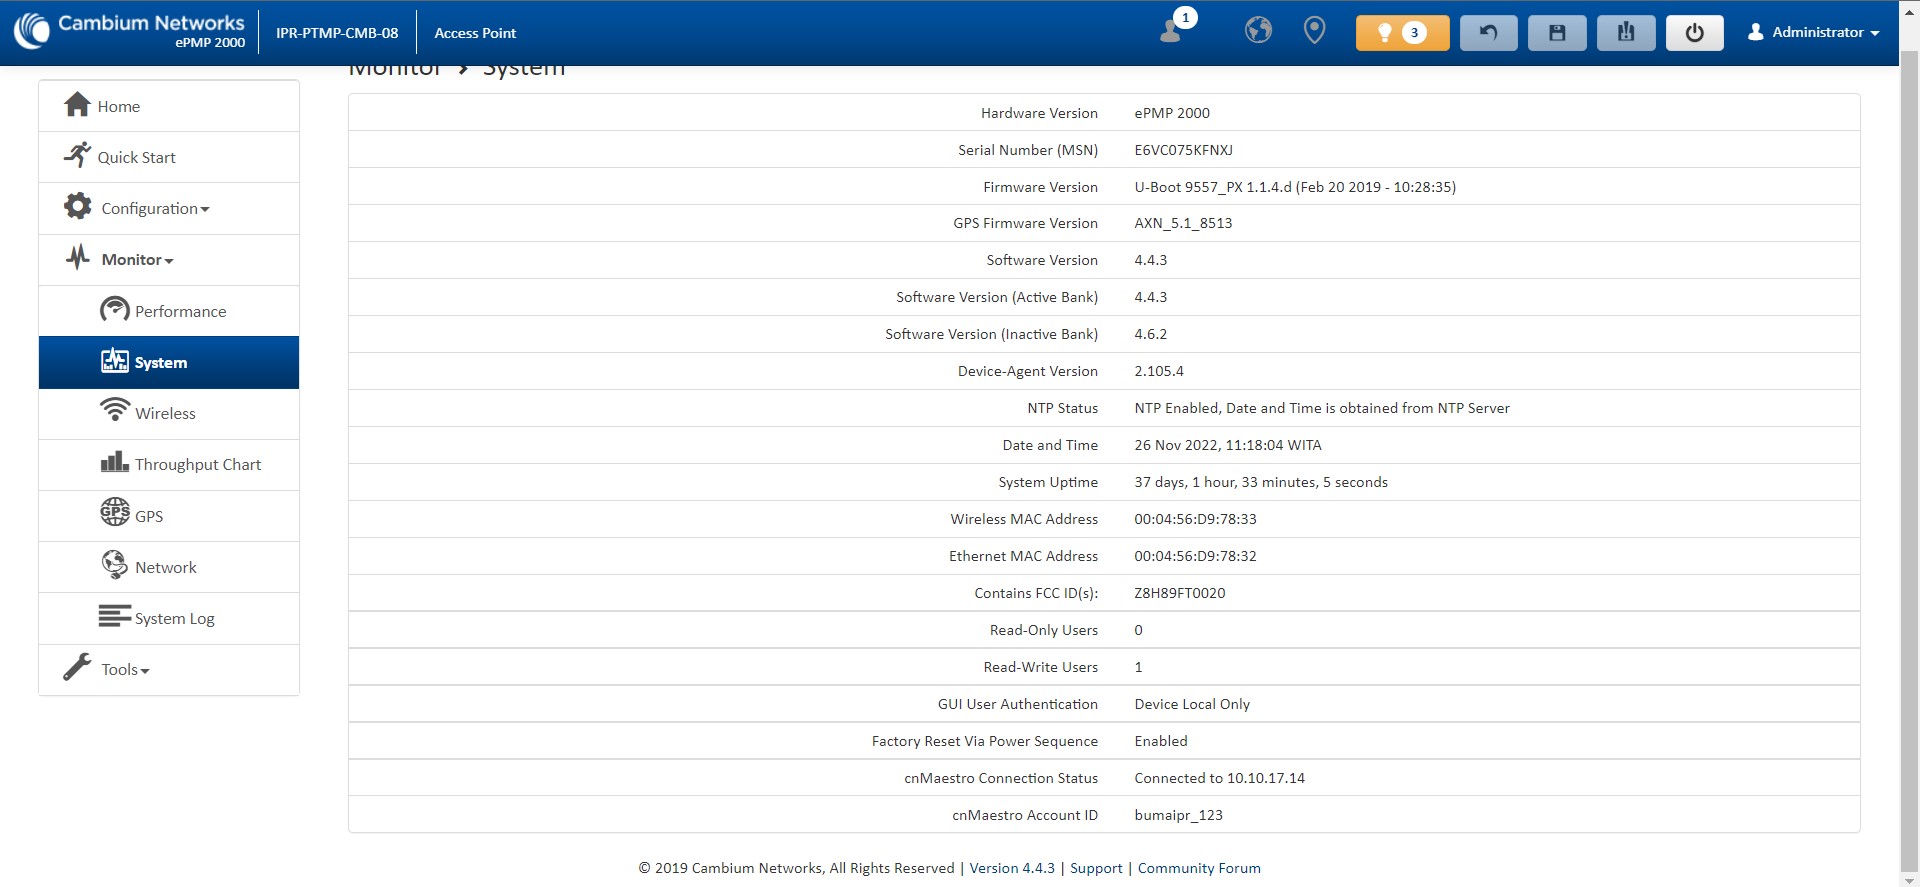 Cambium Networks
ePMP 2000
IPR-PTMP-CMB-08
Access Point
1
3
Administrator
Monitor > System
Home
Quick Start
Configuration
Monitor
Performance
System
Wireless
Throughput Chart
GPS GPS
Network
System Log
Tools
Hardware Version ePMP 2000
Serial Number (MSN) E6VC075KFNXJ
Firmware Version U-Boot 9557_PX 1.1.4.d (Feb 20 2019 - 10:28:35)
GPS Firmware Version AXN_5.1_8513
Software Version 4.4.3
Software Version (Active Bank) 4.4.3
Software Version (Inactive Bank) 4.6.2
Device-Agent Version 2.105.4
NTP Status NTP Enabled, Date and Time is obtained from NTP Server
Date and Time 26 Nov 2022, 11:18:04 WITA
System Uptime 37 days, 1 hour, 33 minutes, 5 seconds
Wireless MAC Address 00:04:56:D9:78:33
Ethernet MAC Address 00:04:56:D9:78:32
Contains FCC ID(s): Z8H89FT0020
Read-Only Users 0
Read-Write Users 1
GUI User Authentication Device Local Only
Factory Reset Via Power Sequence Enabled
cnMaestro Connection Status Connected to 10.10.17.14
cnMaestro Account ID bumaipr_123
© 2019 Cambium Networks, All Rights Reserved | Version 4.4.3 | Support | Community Forum